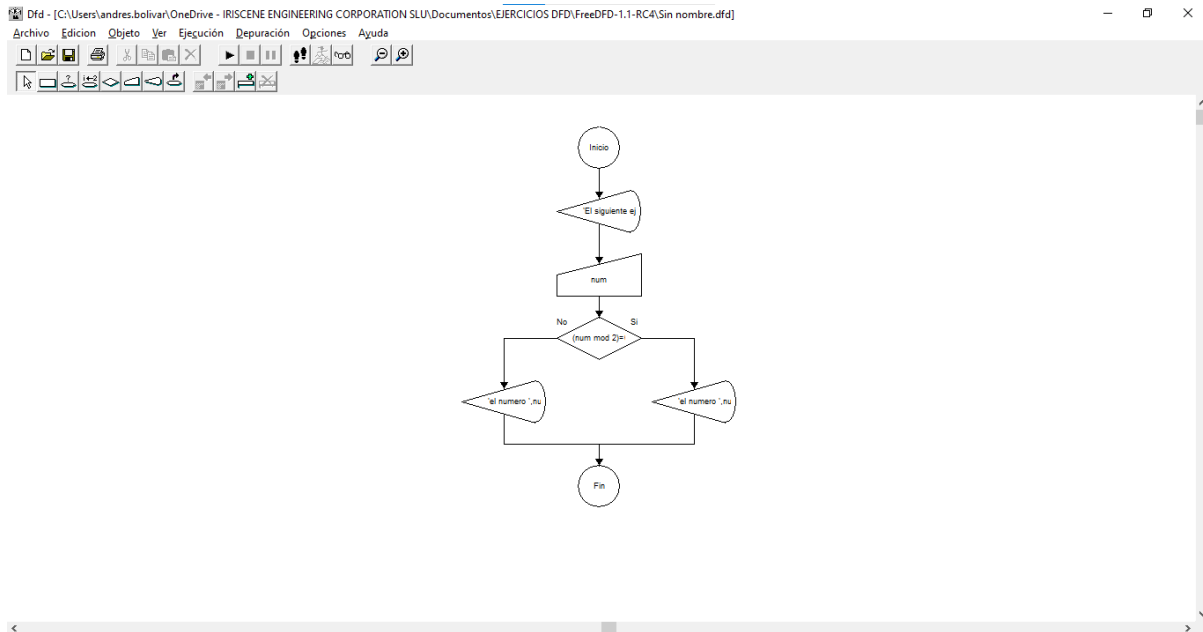 Dfd - [C:\Users\andres.bolivar\OneDrive - IRISCENE ENGINEERING CORPORATION SLU\Documentos\EJERCICIOS DFD\FreeDFD-1.1-RC4\Sin nombre.dfd]
Archivo Edicion Objeto Ver Ejecución Depuración Opciones Ayuda
Inicio
'El siguiente ej
num
No Si
(num mod 2)=
'el numero ',nu 'el numero ',nu
Fin